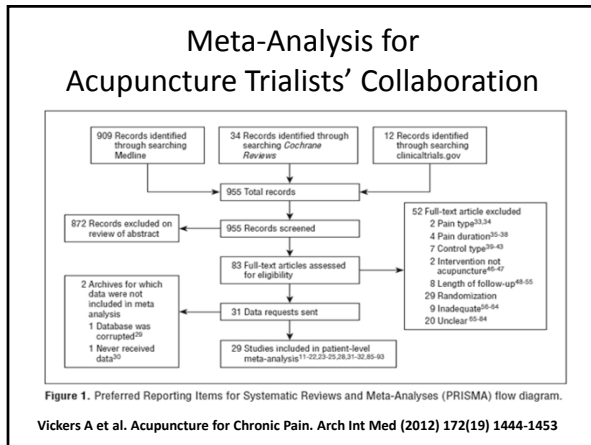 Meta-Analysis for
Acupuncture Trialists’ Collaboration
909 Records identified
through searching
Medline
34 Records identified through
searching Cochrane
Reviews
12 Records identified
through searching
clinicaltrials.gov
955 Total records
872 Records excluded on
review of abstract
955 Records screened
52 Full-text article excluded
2 Pain type33,34
4 Pain duration35-38
7 Control type39-43
2 Intervention not
acupuncture46-47
8 Length of follow-up48-55
29 Randomization
9 Inadequate56-64
20 Unclear65-84
83 Full-text articles assessed
for eligibility
2 Archives for which
data were not
included in meta
analysis
1 Database was
corrupted29
1 Never received
data30
31 Data requests sent
29 Studies included in patient-level
meta-analysis11-22,23-25,28,31-32,85-93
Figure 1. Preferred Reporting Items for Systematic Reviews and Meta-Analyses (PRISMA) flow diagram.
Vickers A et al. Acupuncture for Chronic Pain. Arch Int Med (2012) 172(19) 1444-1453